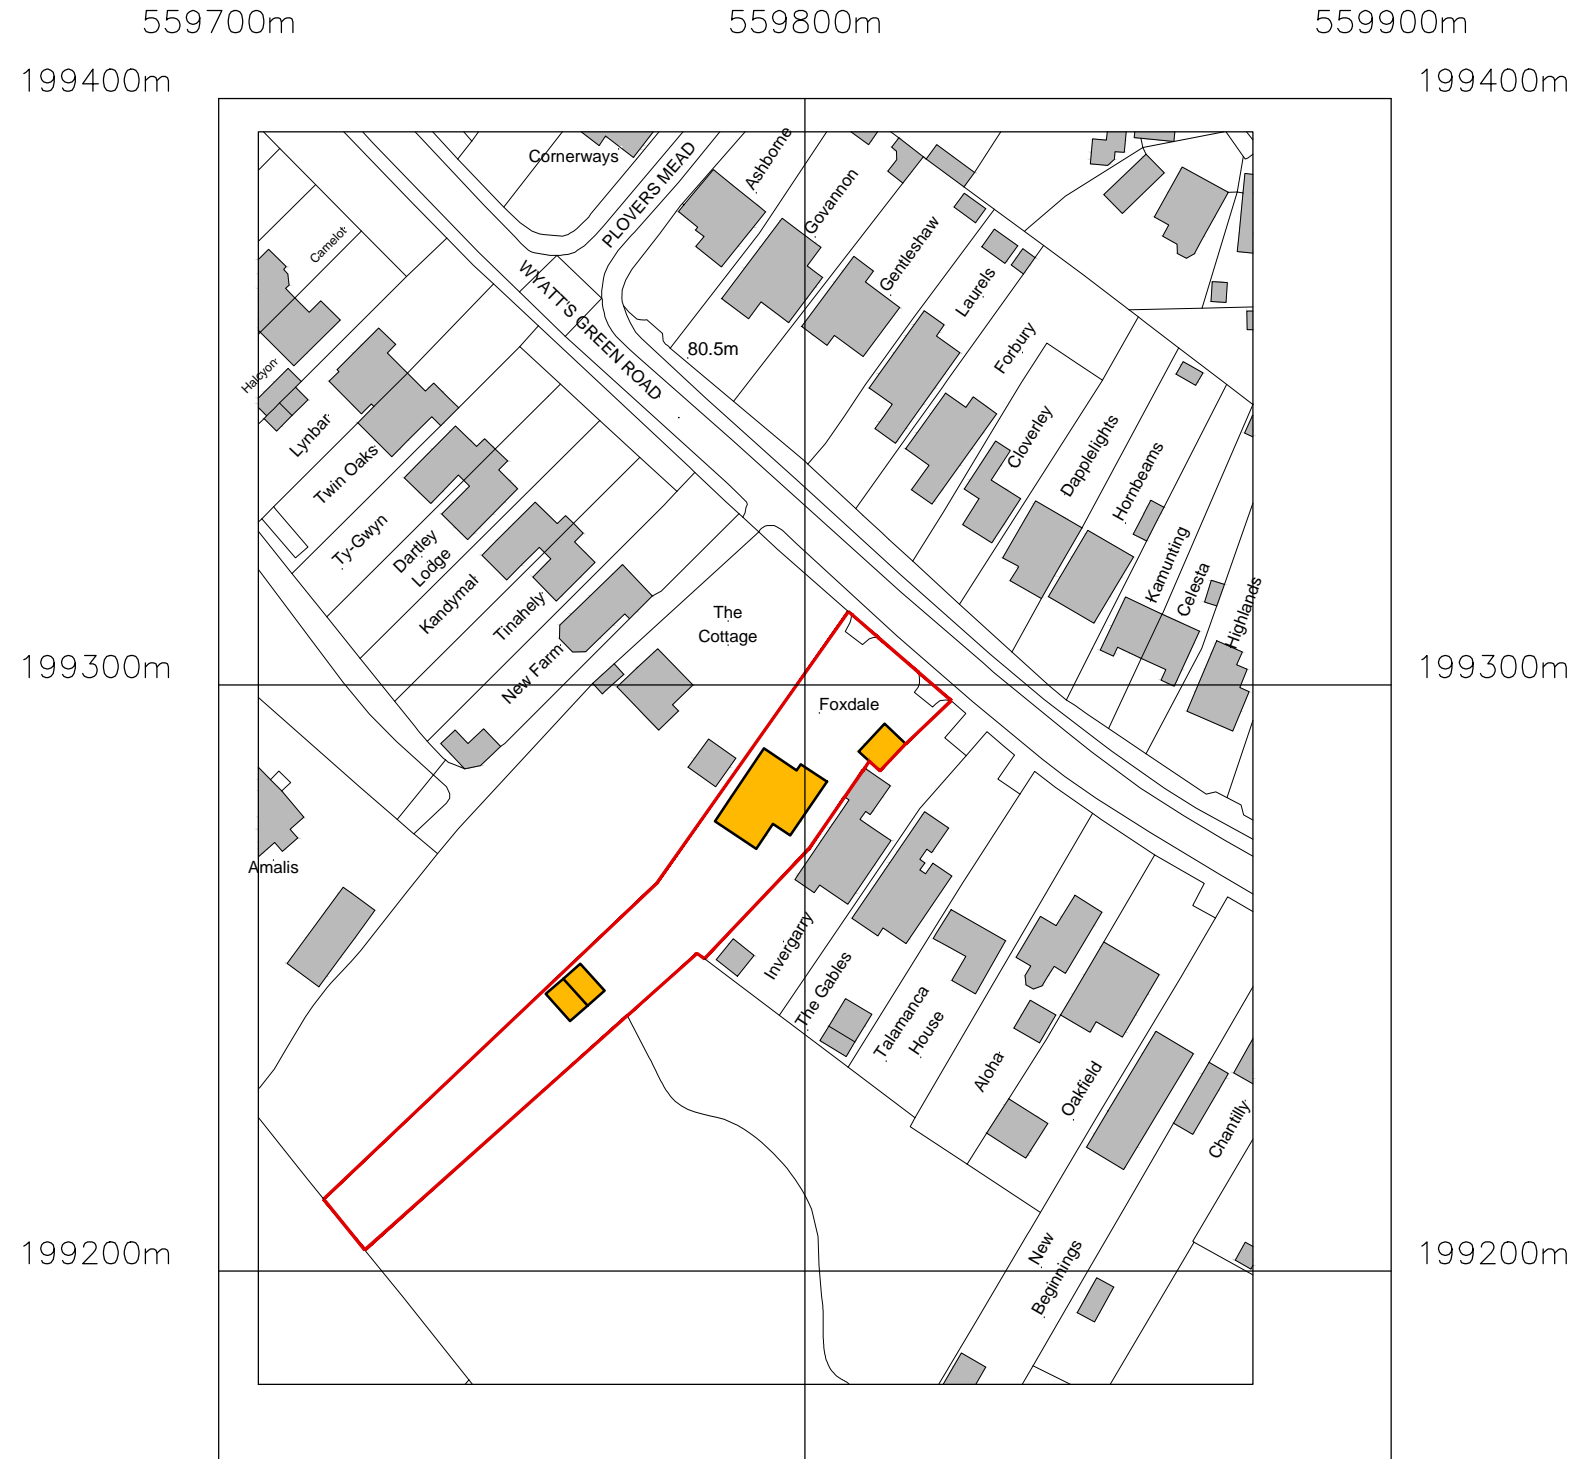 559700m
559800m
559900m
199400m
199400m
Cornerways
PLOVERS MEAD
Ashborne
Govannon
Camelot
Gentleshaw
WYATT'S GREEN ROAD
Laurels
80.5m
Forbury
Halcyon
Lynbar
Twin Oaks
Cloverley
Dapplelights
Hornbeams
Ty-Gwyn
Dartley
Lodge
Kandymal
Tinahely
Kamunting
Celesta
Highlands
The
Cottage
New Farm
199300m
199300m
Foxdale
Amalis
Invergarry
The Gables
Talamanca
House
Aloha
Oakfield
Chantilly
199200m
199200m
New
Beginnings